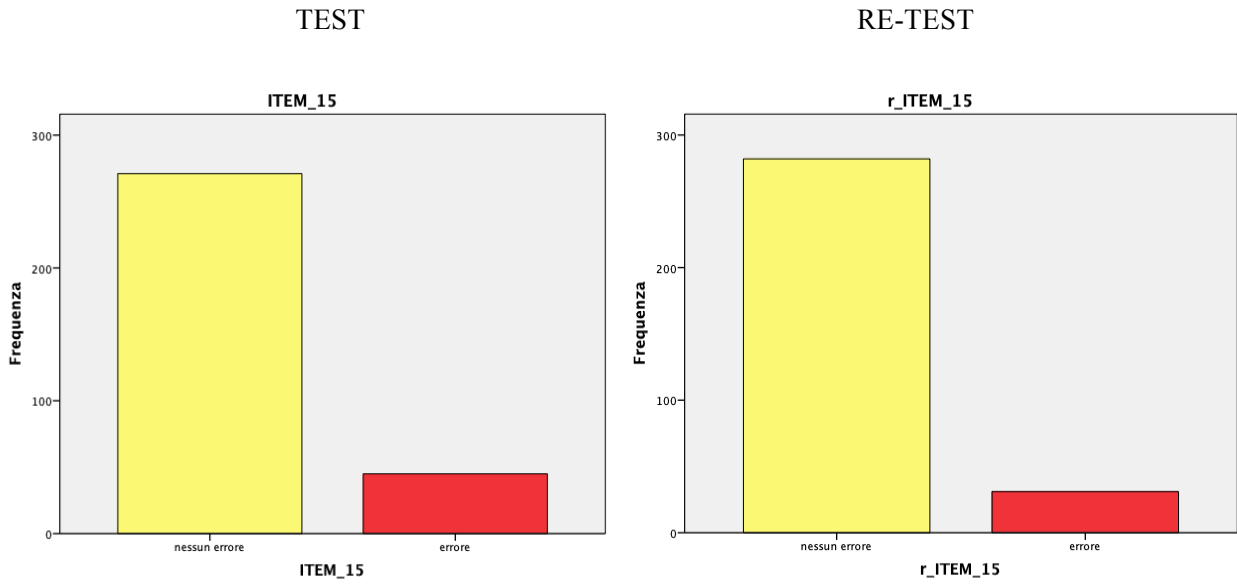 TEST
RE-TEST
ITEM_15
Frequenza
300
200
100
0
nessun errore
errore
ITEM_15
r_ITEM_15
Frequenza
300
200
100
0
nessun errore
errore
r_ITEM_15